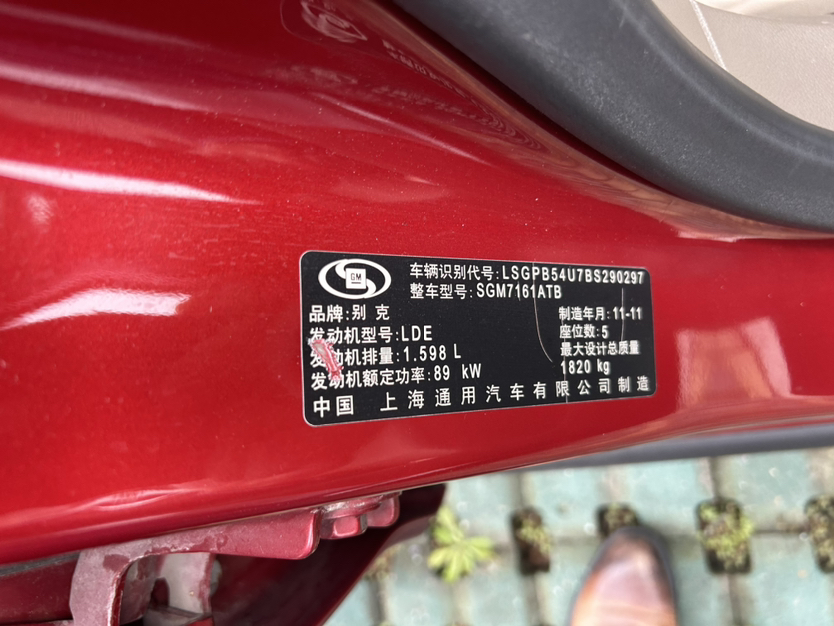 GM
车辆识别代号:LSGPB54U7BS290297
整车型号:SGM7161ATB
品牌:别 克
制造年月:11-11
发动机型号:LDE
座位数:5
发动机排量:1.598 L
最大设计总质量
发动机额定功率:89 kW
1820 kg
中国 上海通用汽车有限公司制造